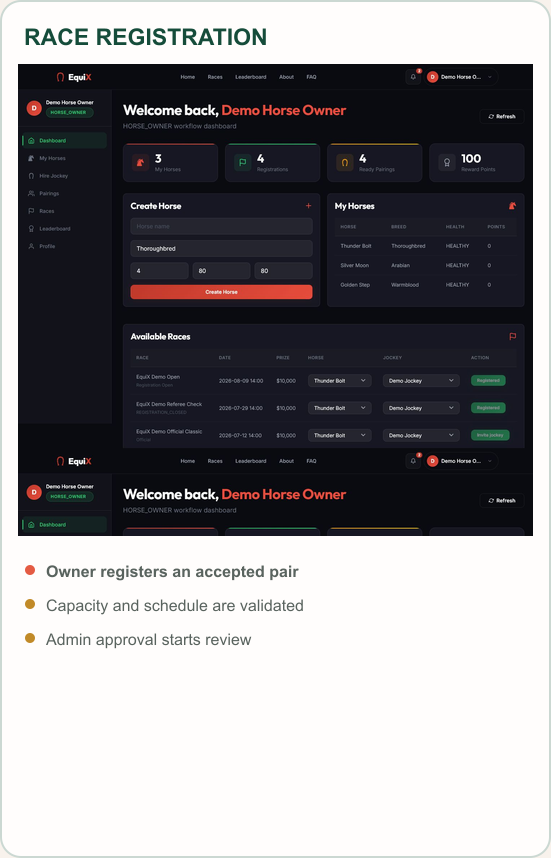 RACE REGISTRATION
EquiX
Home Races Leaderboard About FAQ
3
D Demo Horse O...
D Demo Horse Owner
HORSE_OWNER
Dashboard
My Horses
Hire Jockey
Pairings
Races
Leaderboard
Profile
Welcome back, Demo Horse Owner
HORSE_OWNER workflow dashboard
Refresh
3
My Horses
4
Registrations
4
Ready Pairings
100
Reward Points
Create Horse +
Horse name
Thoroughbred
4 80 80
Create Horse
My Horses
HORSE BREED HEALTH POINTS
Thunder Bolt Thoroughbred HEALTHY 0
Silver Moon Arabian HEALTHY 0
Golden Step Warmblood HEALTHY 0
Available Races
RACE DATE PRIZE HORSE JOCKEY ACTION
EquiX Demo Open 2026-08-09 14:00 $10,000 Thunder Bolt Demo Jockey Registered
Registration Open
EquiX Demo Referee Check 2026-07-29 14:00 $10,000 Thunder Bolt Demo Jockey Registered
REGISTRATION_CLOSED
EquiX Demo Official Classic 2026-07-12 14:00 $10,000 Thunder Bolt Demo Jockey Invite jockey
Official
EquiX
Home Races Leaderboard About FAQ
D Demo Horse O...
D Demo Horse Owner
HORSE_OWNER
Dashboard
Welcome back, Demo Horse Owner
HORSE_OWNER workflow dashboard
Refresh
Owner registers an accepted pair
Capacity and schedule are validated
Admin approval starts review